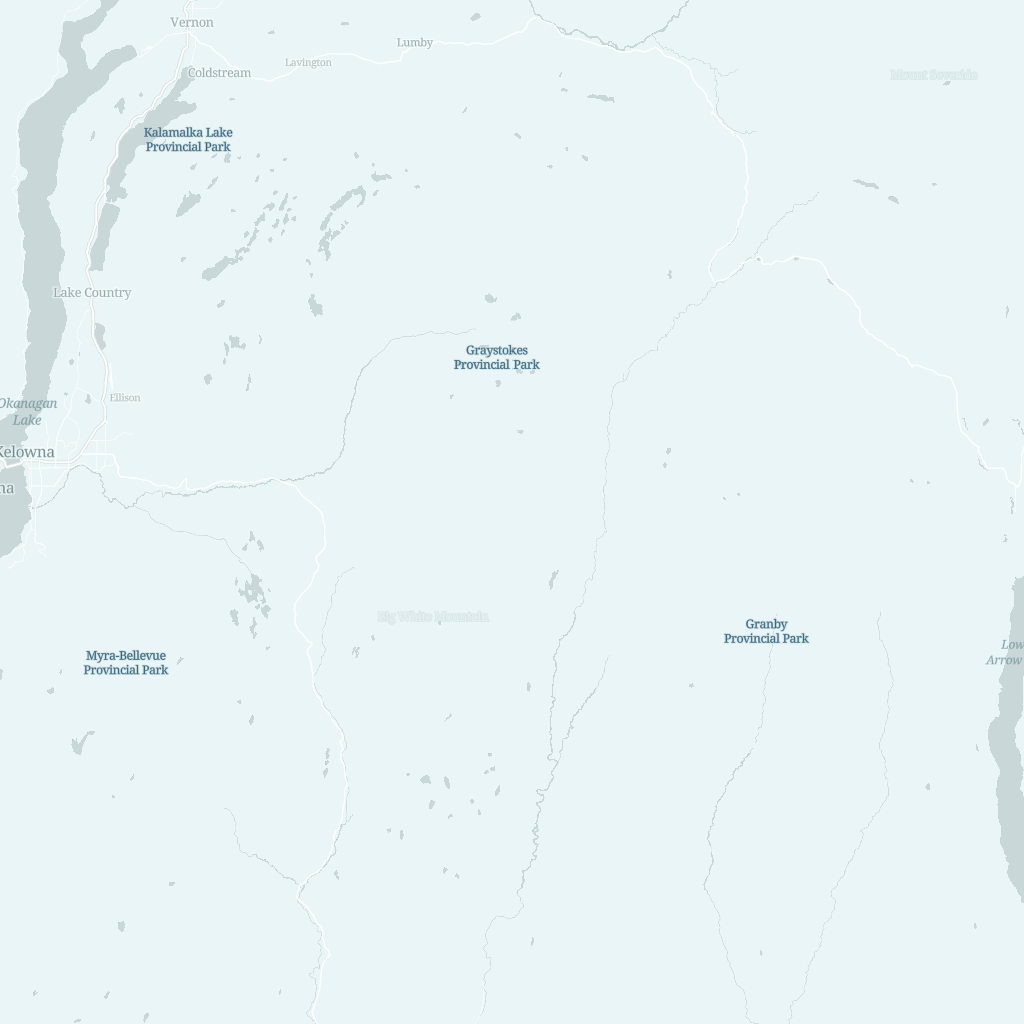 Vernon
Lumby
Lavington
Coldstream
Mount Severide
Kalamalka Lake
Provincial Park
Lake Country
Graystokes
Provincial Park
Ellison
Okanagan
Lake
Kelowna
na
Big White Mountain
Granby
Provincial Park
Myra-Bellevue
Provincial Park
Low
Arrow